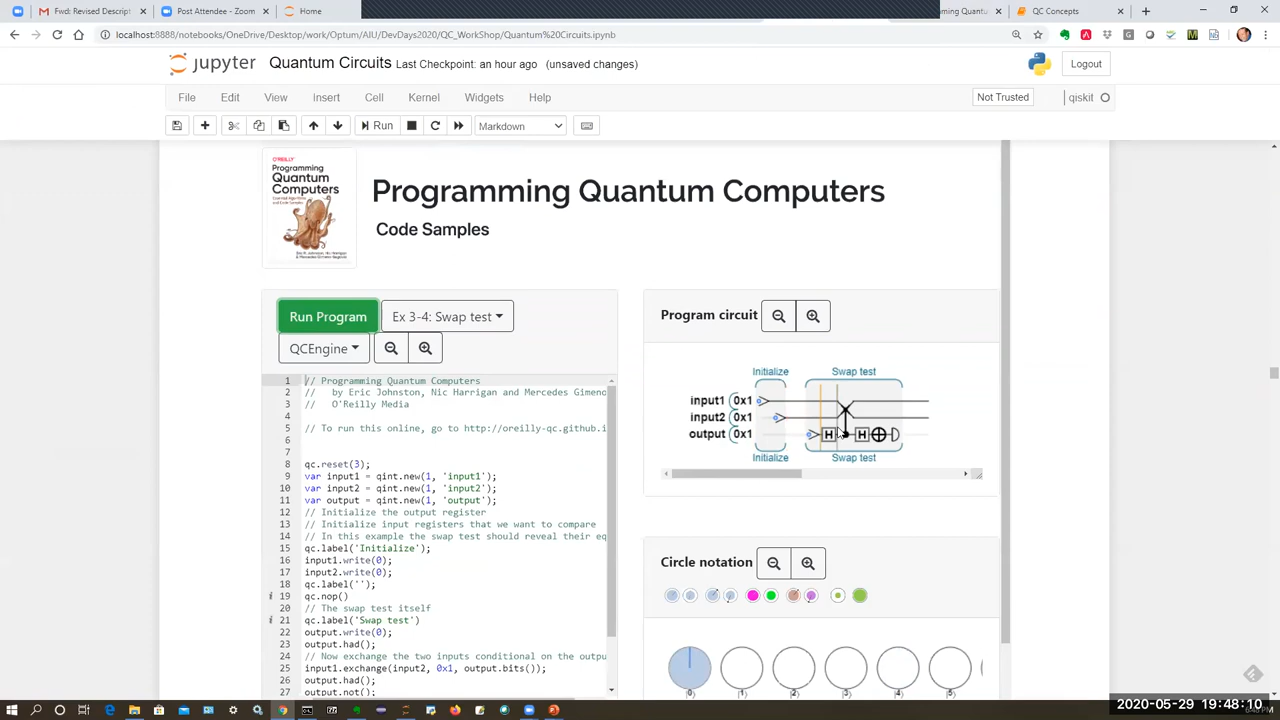 Fwd: Revised Descript
Post Attendee - Zoom
Home
QC Concepts
localhost:8888/notebooks/OneDrive/Desktop/work/Optum/AIU/DevDays2020/QC_WorkShop/Quantum%20Circuits.ipynb
jupyter Quantum Circuits Last Checkpoint: an hour ago (unsaved changes)
Logout
File Edit View Insert Cell Kernel Widgets Help
Not Trusted
qiskit
Run
Markdown
O'REILLY
Programming
Quantum
Computers
Programming Quantum Computers
Code Samples
Run Program
Ex 3-4: Swap test
QCEngine
Program circuit
Initialize Swap test
input1 0x1
input2 0x1
output 0x1
H H
Initialize Swap test
Circle notation
1 // Programming Quantum Computers
2 // by Eric Johnston, Nic Harrigan and Mercedes Gimeno
3 // O'Reilly Media
4
5 // To run this online, go to http://oreilly-qc.github.i
6
7
8 qc.reset(3);
9 var input1 = qint.new(1, 'input1');
10 var input2 = qint.new(1, 'input2');
11 var output = qint.new(1, 'output');
12 // Initialize the output register
13 // Initialize input registers that we want to compare
14 // In this example the swap test should reveal their eq
15 qc.label('Initialize');
16 input1.write(0);
17 input2.write(0);
18 qc.label('');
19 qc.nop()
20 // The swap test itself
21 qc.label('Swap test')
22 output.write(0);
23 output.had();
24 // Now exchange the two inputs conditional on the outpu
25 input1.exchange(input2, 0x1, output.bits());
26 output.had();
27 output.not();
2020-05-29 19:48:10